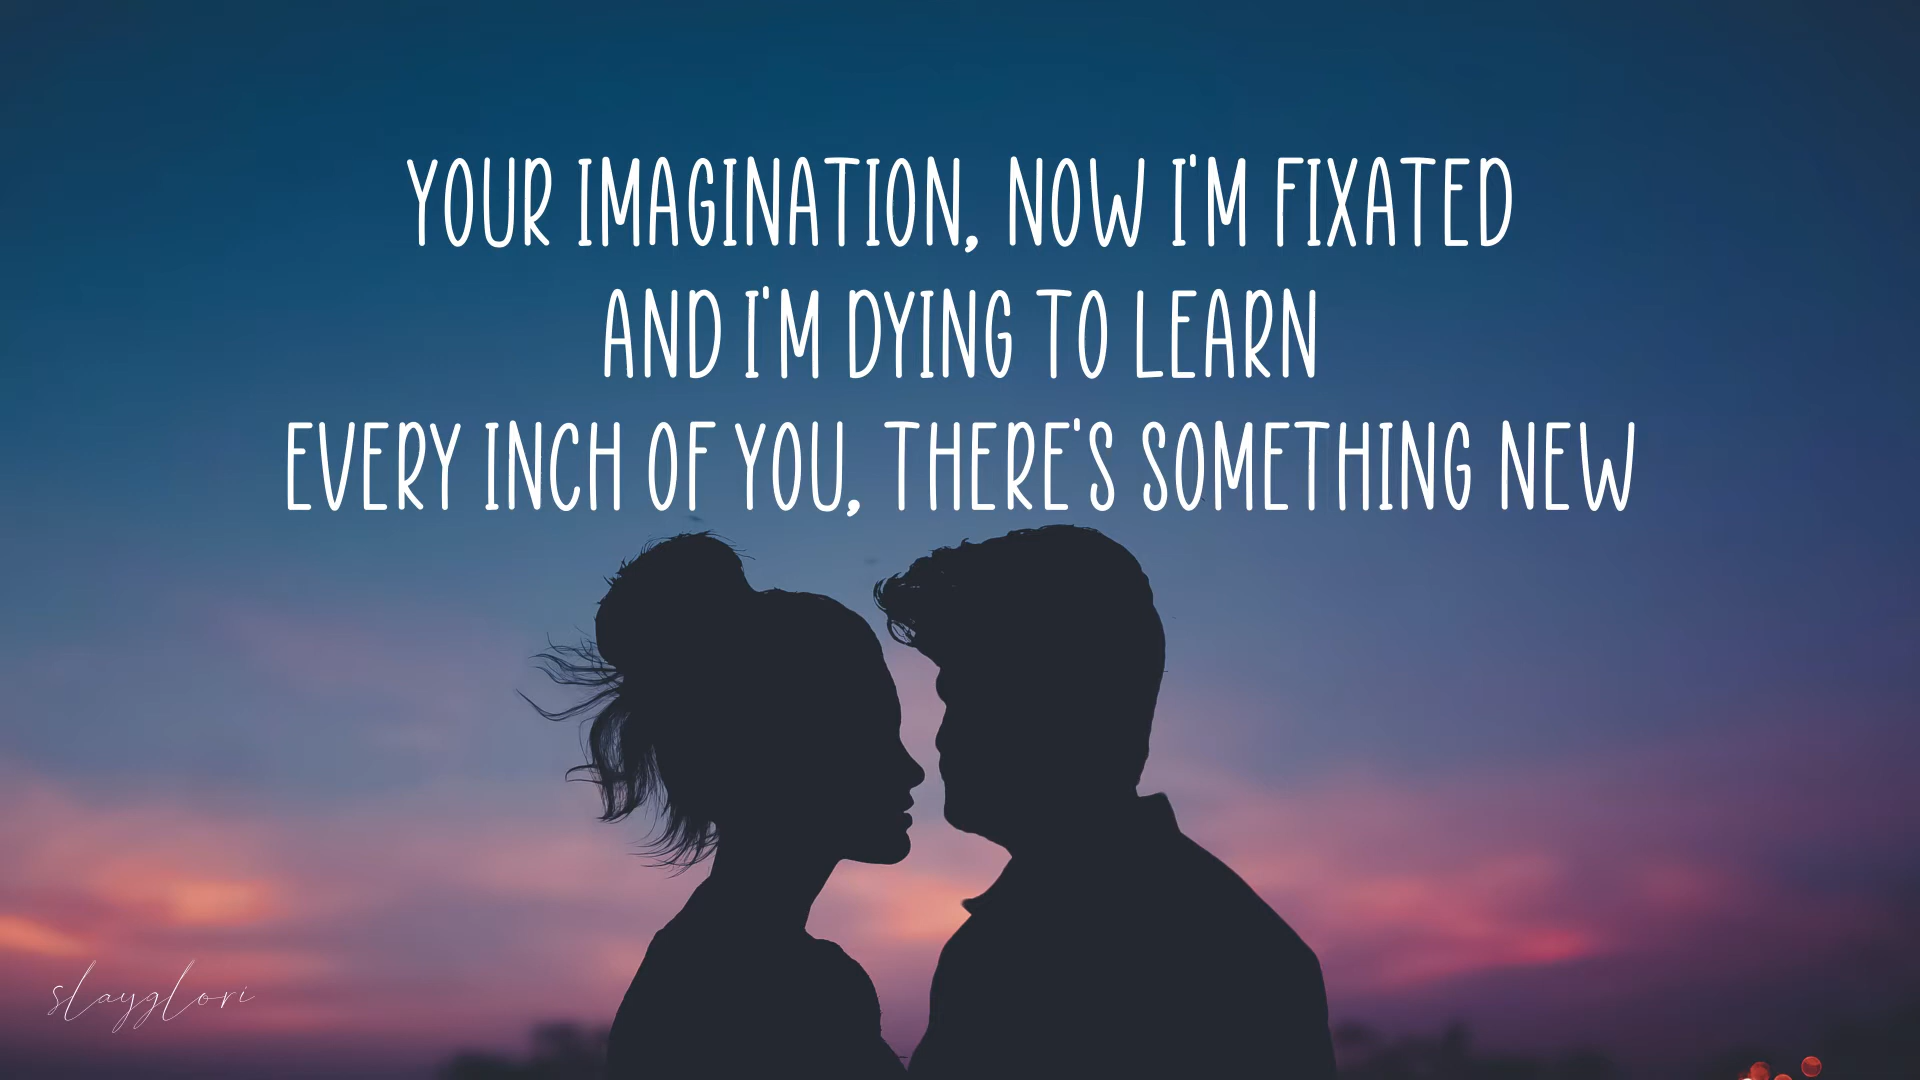 YOUR IMAGINATION, NOW I'M FIXATED
AND I'M DYING TO LEARN
EVERY INCH OF YOU, THERE'S SOMETHING NEW
slayglori